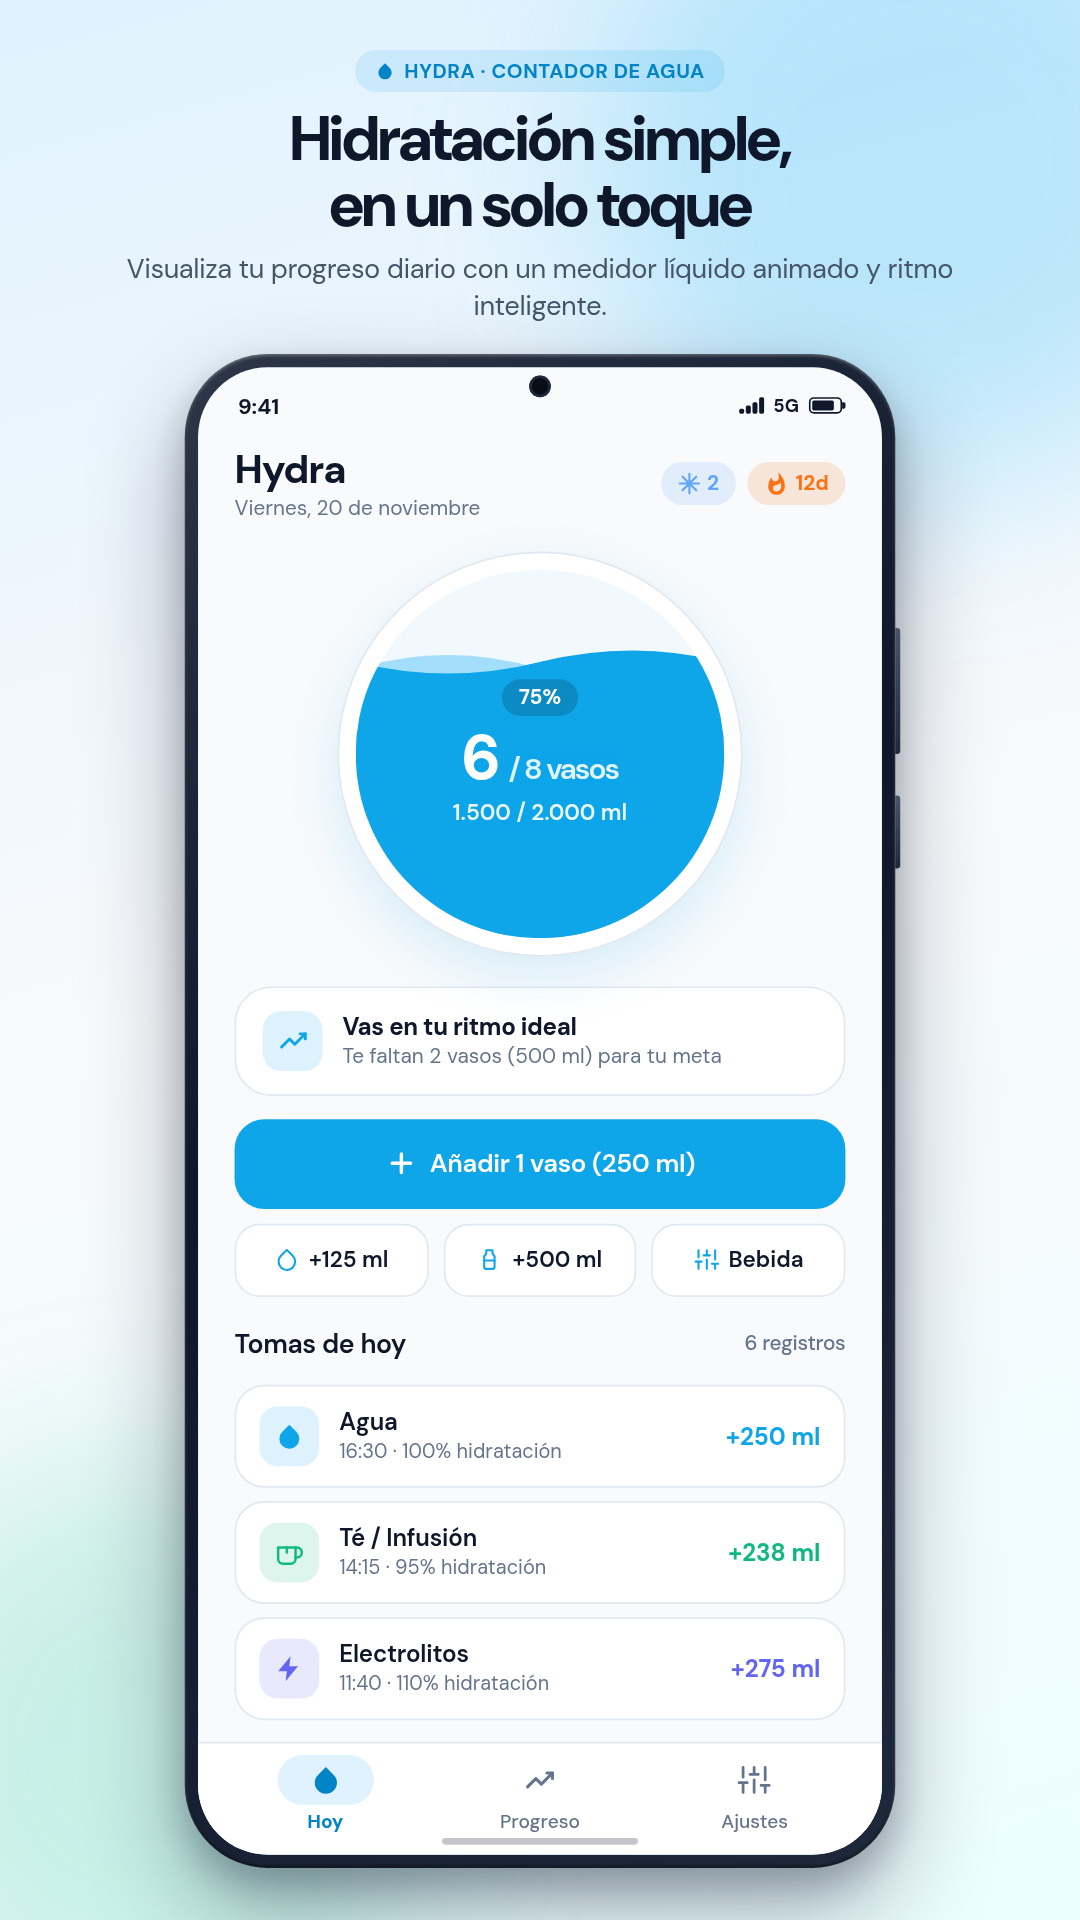 HYDRA · CONTADOR DE AGUA
Hidratación simple,
en un solo toque
Visualiza tu progreso diario con un medidor líquido animado y ritmo
inteligente.
9:41
5G
Hydra
2
12d
Viernes, 20 de noviembre
75%
6 / 8 vasos
1.500 / 2.000 ml
Vas en tu ritmo ideal
Te faltan 2 vasos (500 ml) para tu meta
+ Añadir 1 vaso (250 ml)
+125 ml
+500 ml
Bebida
Tomas de hoy
6 registros
Agua
16:30 · 100% hidratación
+250 ml
Té / Infusión
14:15 · 95% hidratación
+238 ml
Electrolitos
11:40 · 110% hidratación
+275 ml
Hoy
Progreso
Ajustes